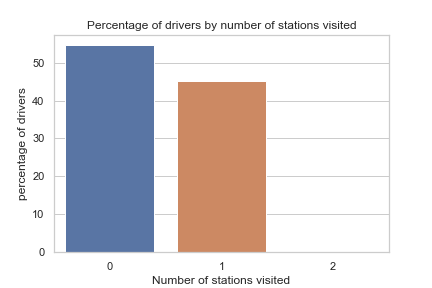 Percentage of drivers by number of stations visited
percentage of drivers
50
40
30
20
10
0
0 1 2
Number of stations visited